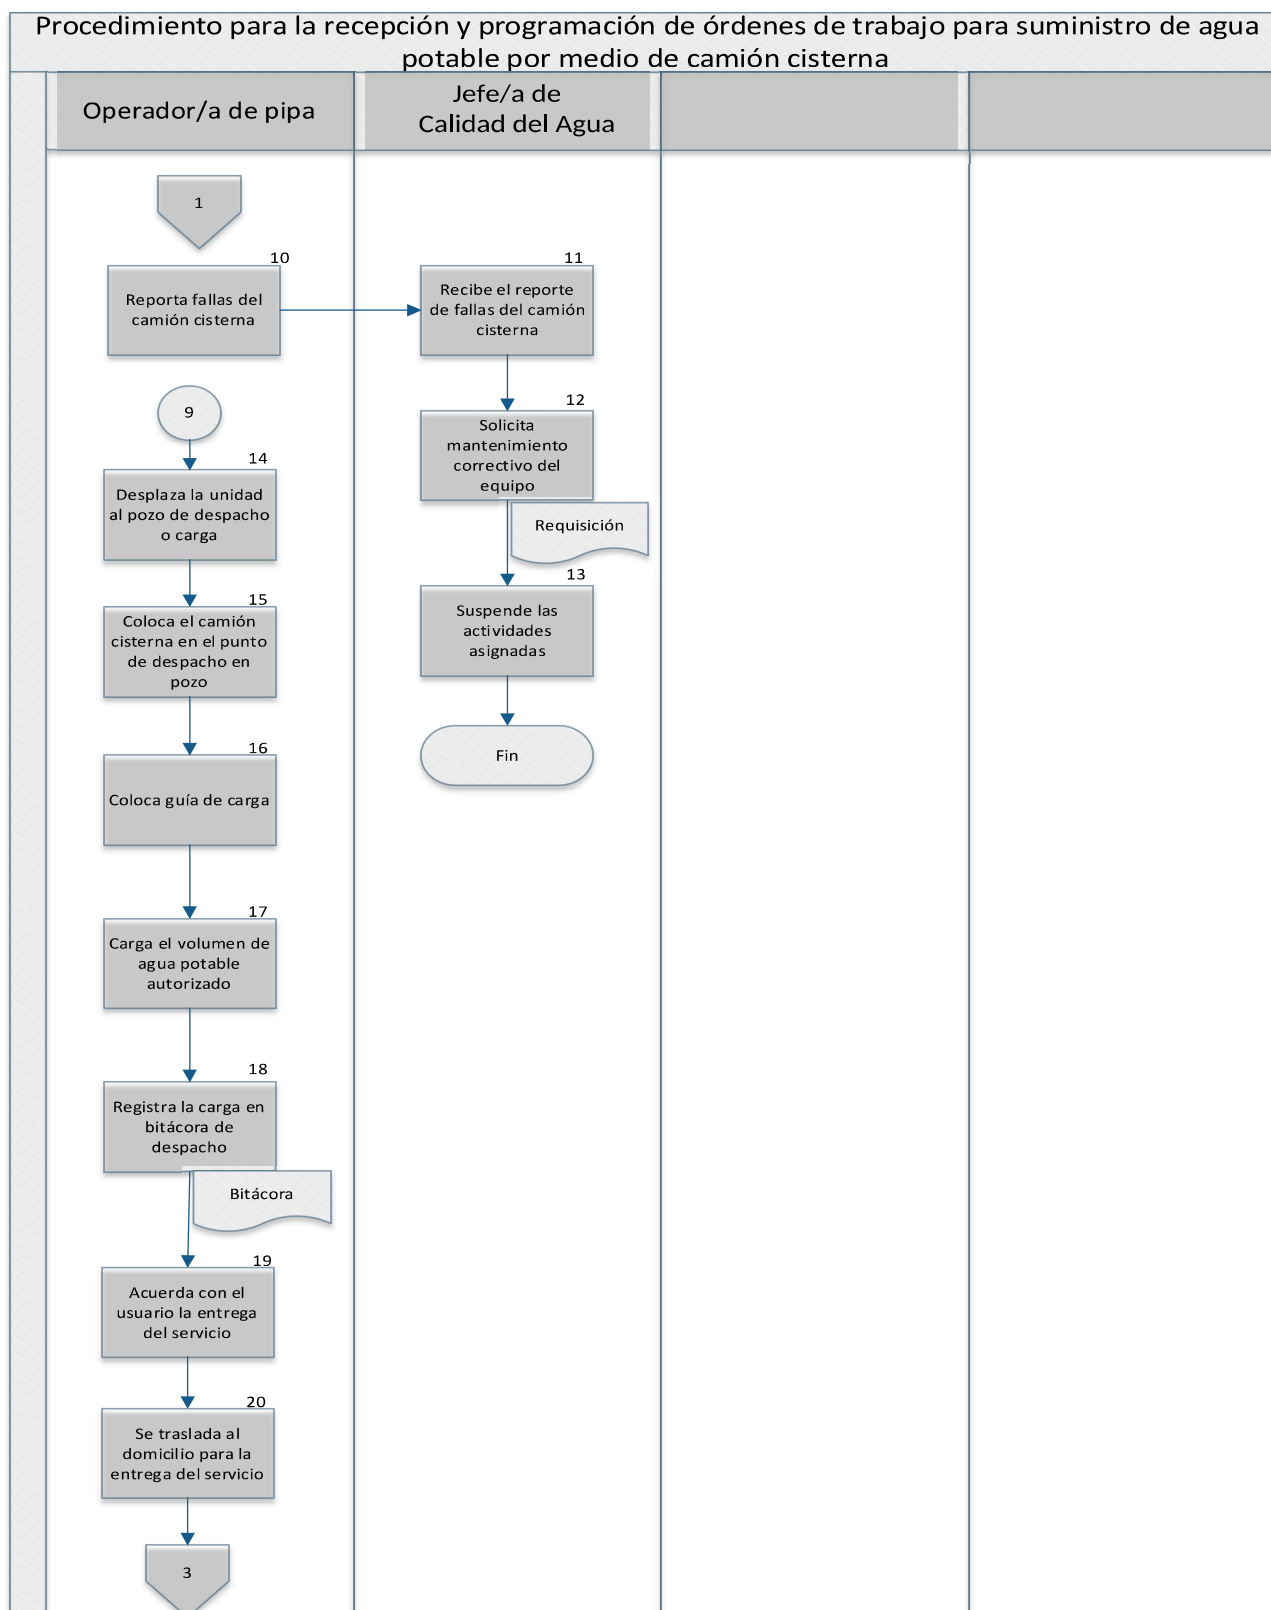 Procedimiento para la recepción y programación de órdenes de trabajo para suministro de agua
potable por medio de camión cisterna
Operador/a de pipa
Jefe/a de
Calidad del Agua
1
10
Reporta fallas del
camión cisterna
11
Recibe el reporte
de fallas del camión
cisterna
9
12
Solicita
mantenimiento
correctivo del
equipo
Requisición
14
Desplaza la unidad
al pozo de despacho
o carga
13
Suspende las
actividades
asignadas
15
Coloca el camión
cisterna en el punto
de despacho en
pozo
Fin
16
Coloca guía de carga
17
Carga el volumen de
agua potable
autorizado
18
Registra la carga en
bitácora de
despacho
Bitácora
19
Acuerda con el
usuario la entrega
del servicio
20
Se traslada al
domicilio para la
entrega del servicio
3